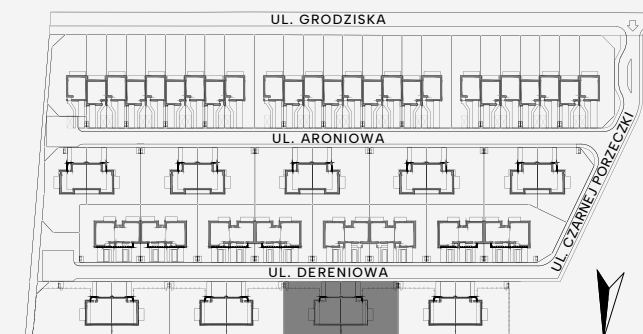 UL. GRODZISKA
UL. ARONIOWA
UL. CZARNEJ PORZECZKI
UL. DERENIOWA